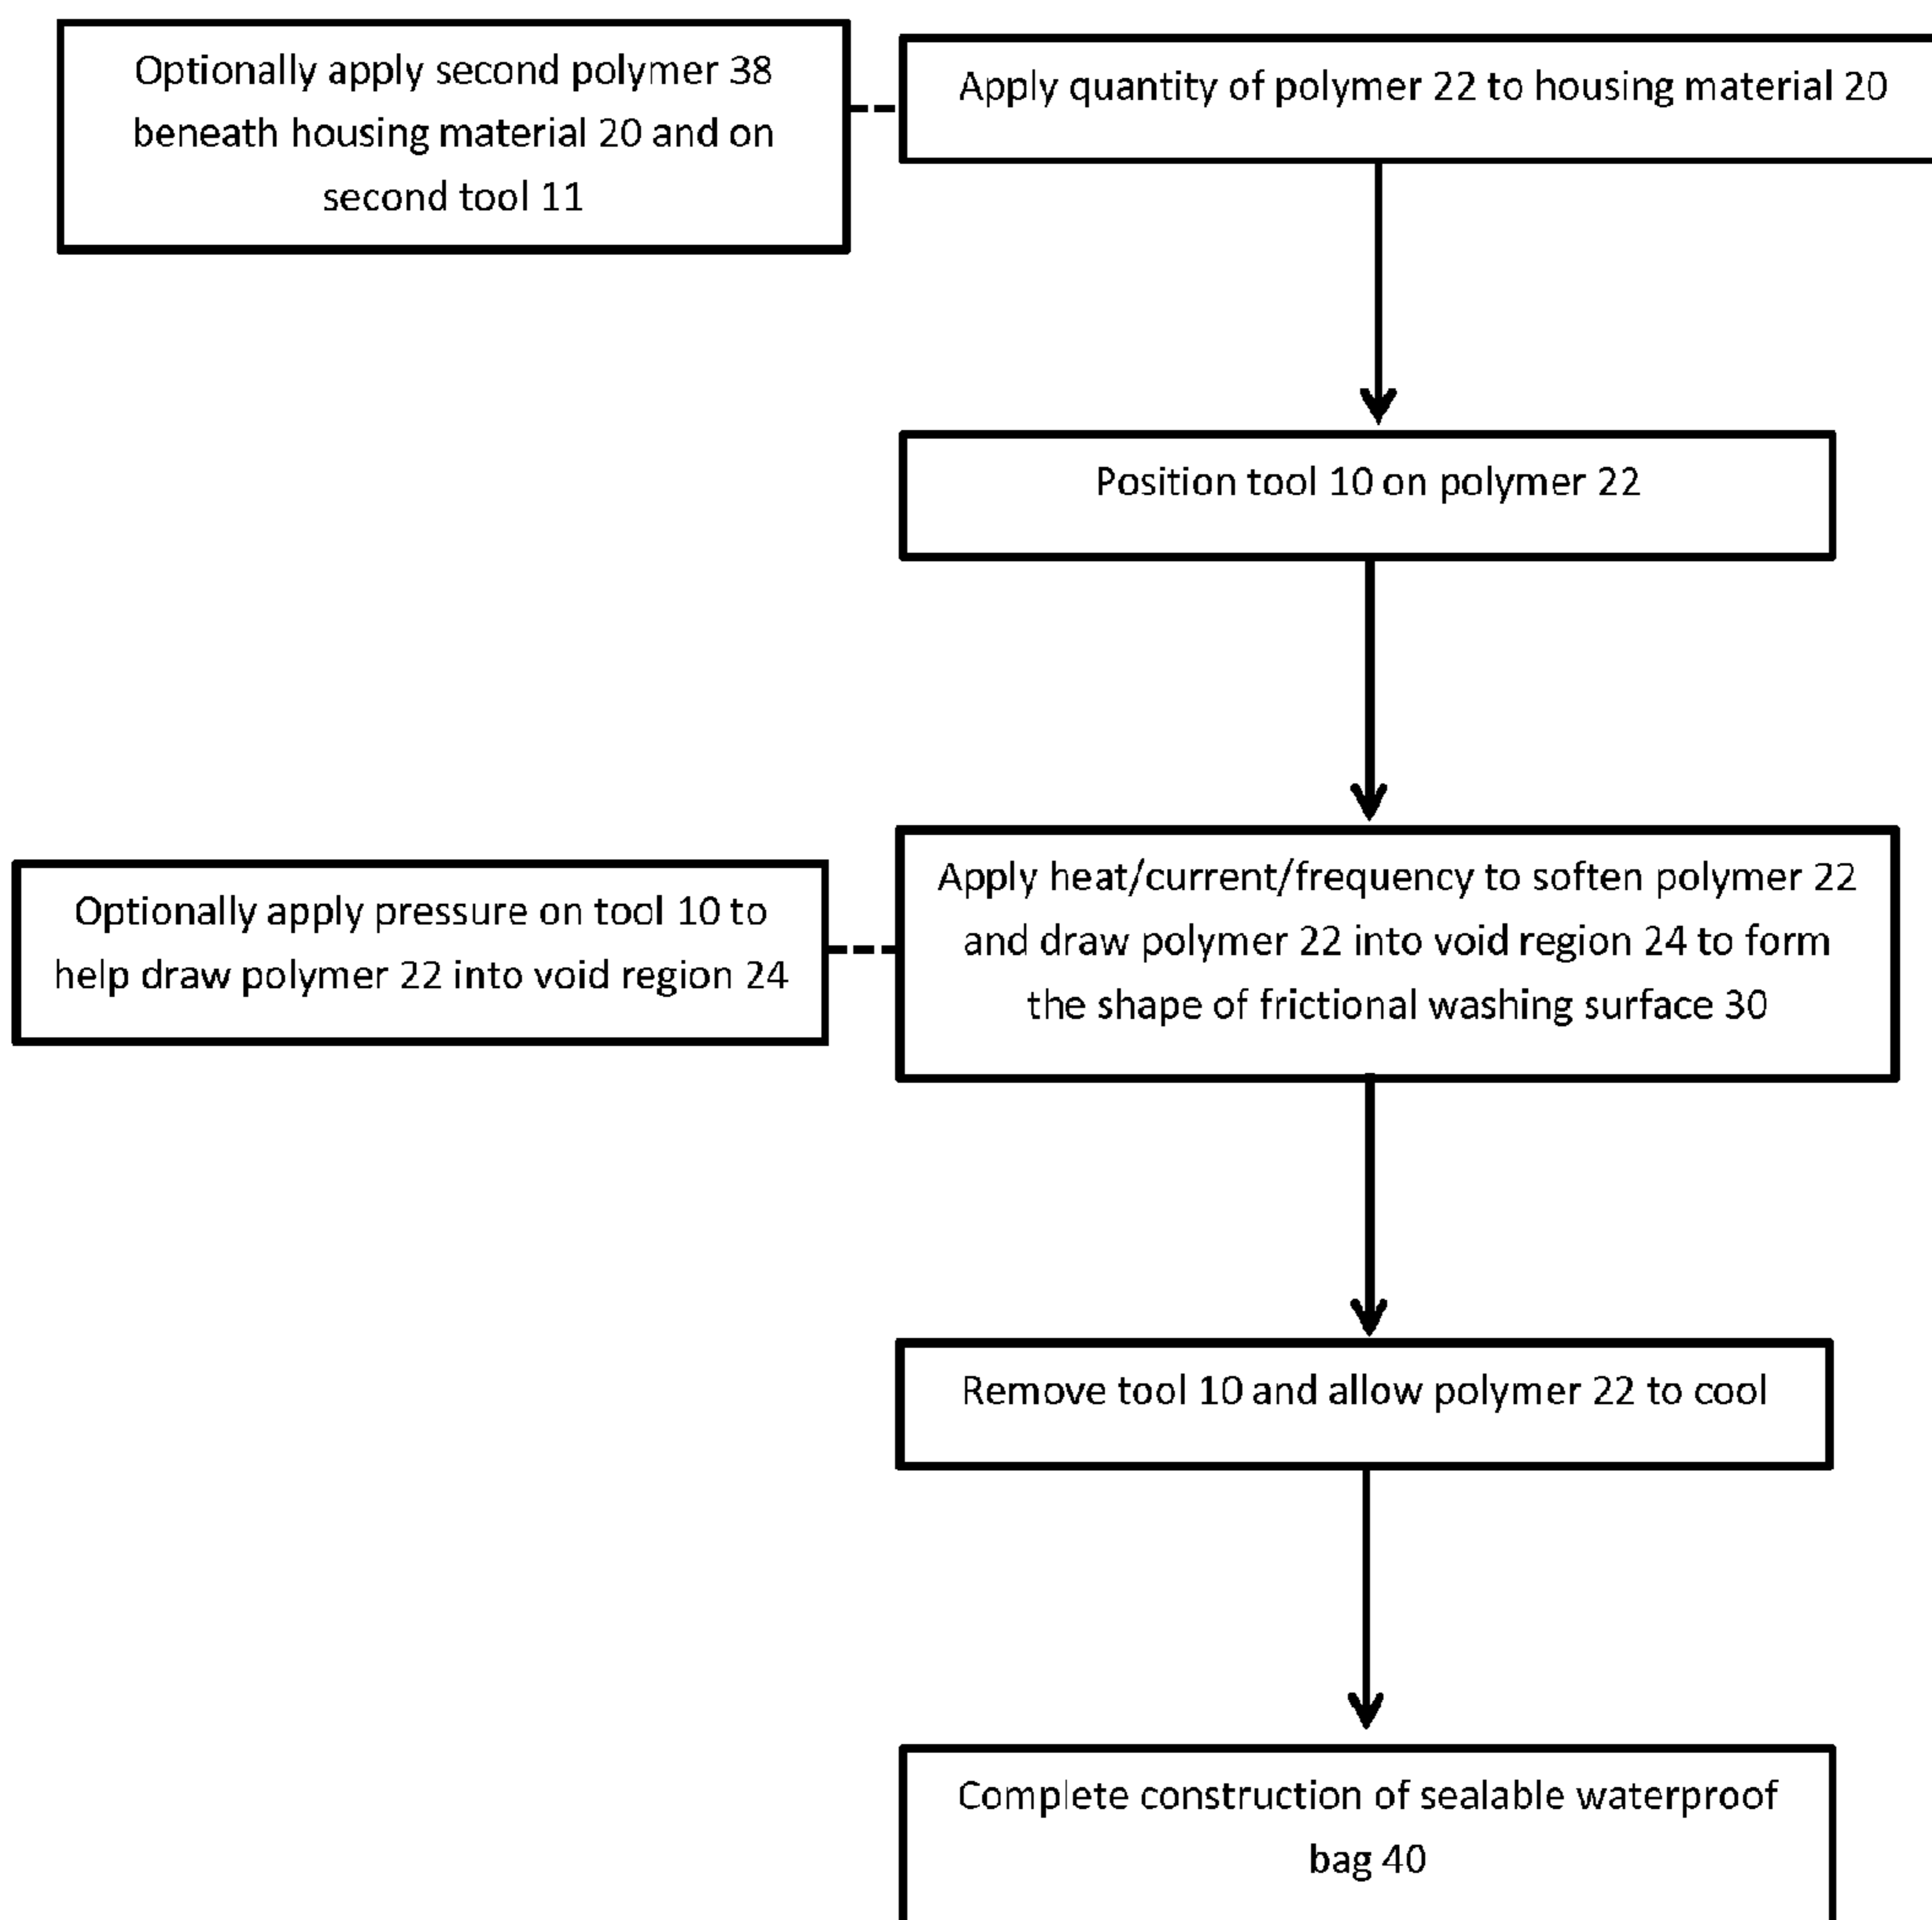 Optionally apply second polymer 38
beneath housing material 20 and on
second tool 11
Apply quantity of polymer 22 to housing material 20
Position tool 10 on polymer 22
Optionally apply pressure on tool 10 to
help draw polymer 22 into void region 24
Apply heat/current/frequency to soften polymer 22
and draw polymer 22 into void region 24 to form
the shape of frictional washing surface 30
Remove tool 10 and allow polymer 22 to cool
Complete construction of sealable waterproof
bag 40